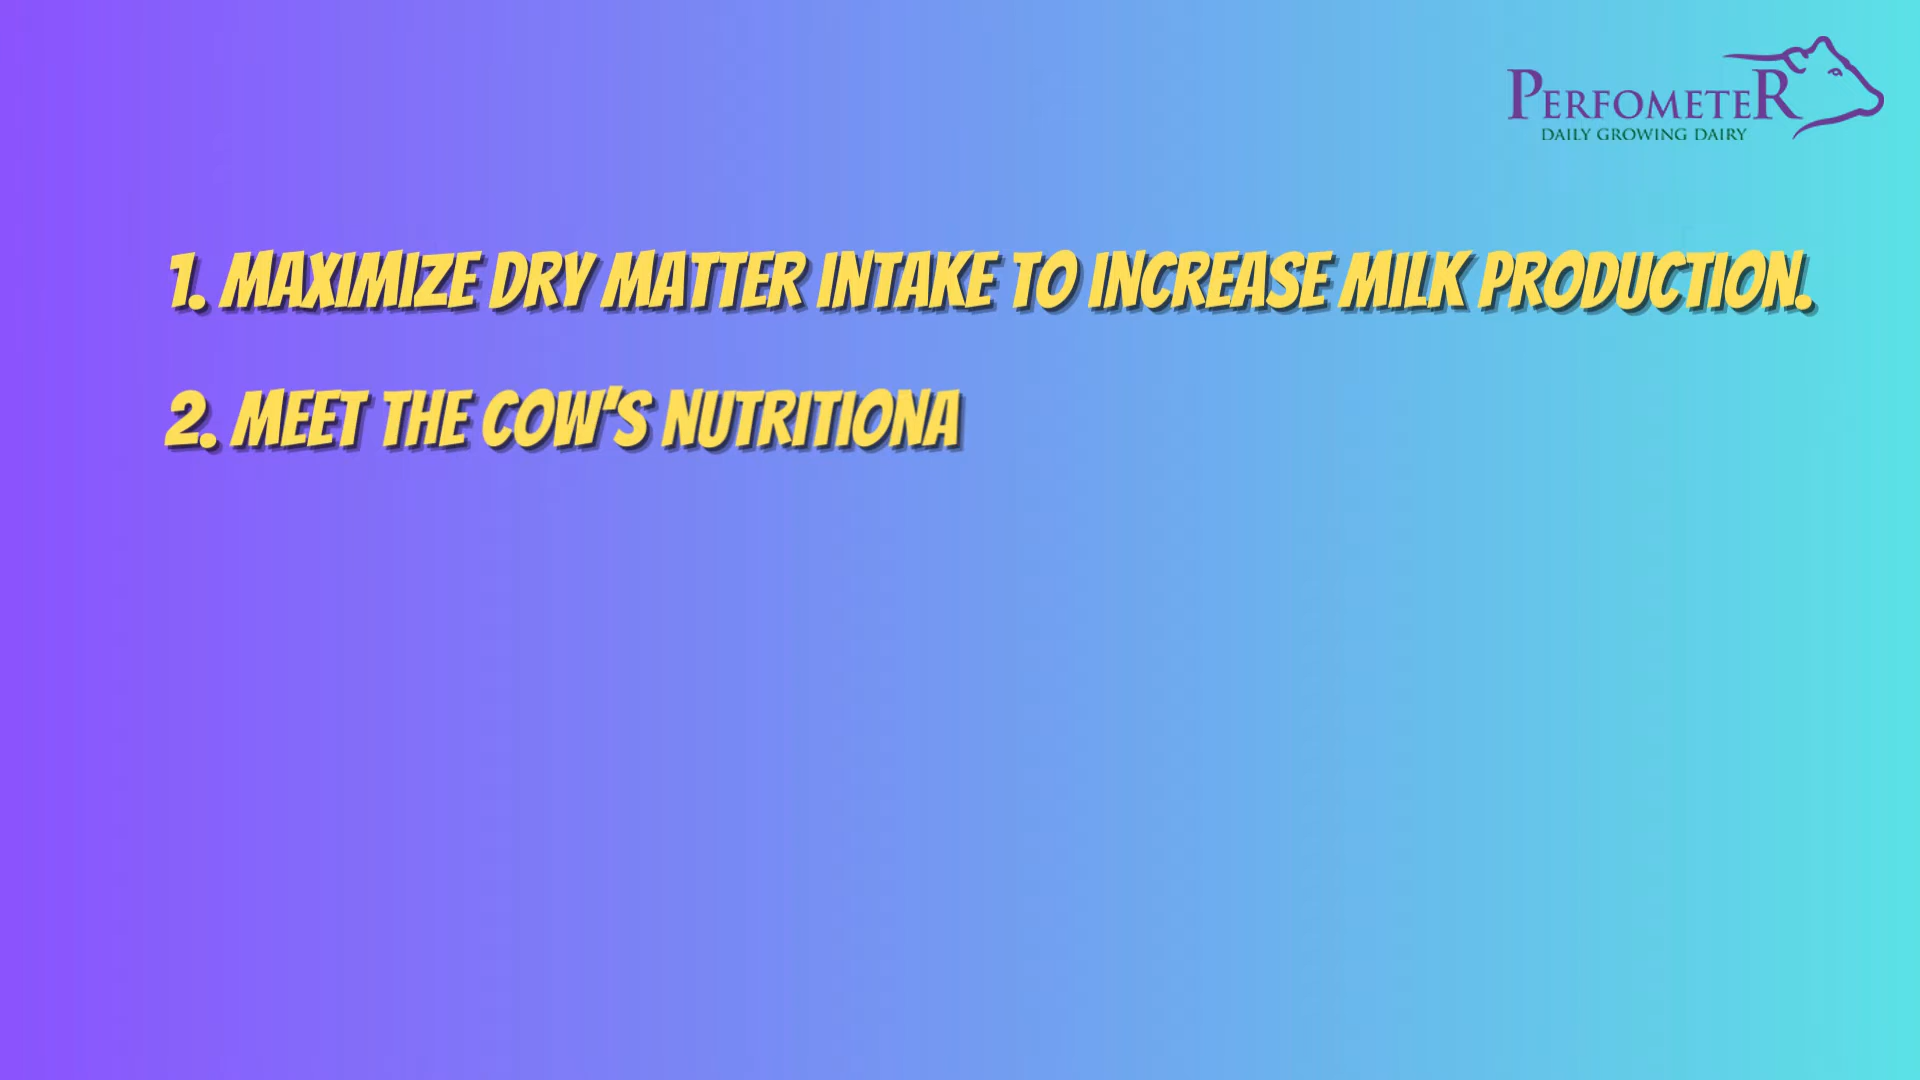 PERFOMETER
DAILY GROWING DAIRY
1. MAXIMIZE DRY MATTER INTAKE TO INCREASE MILK PRODUCTION.
2. MEET THE COW'S NUTRITIONA